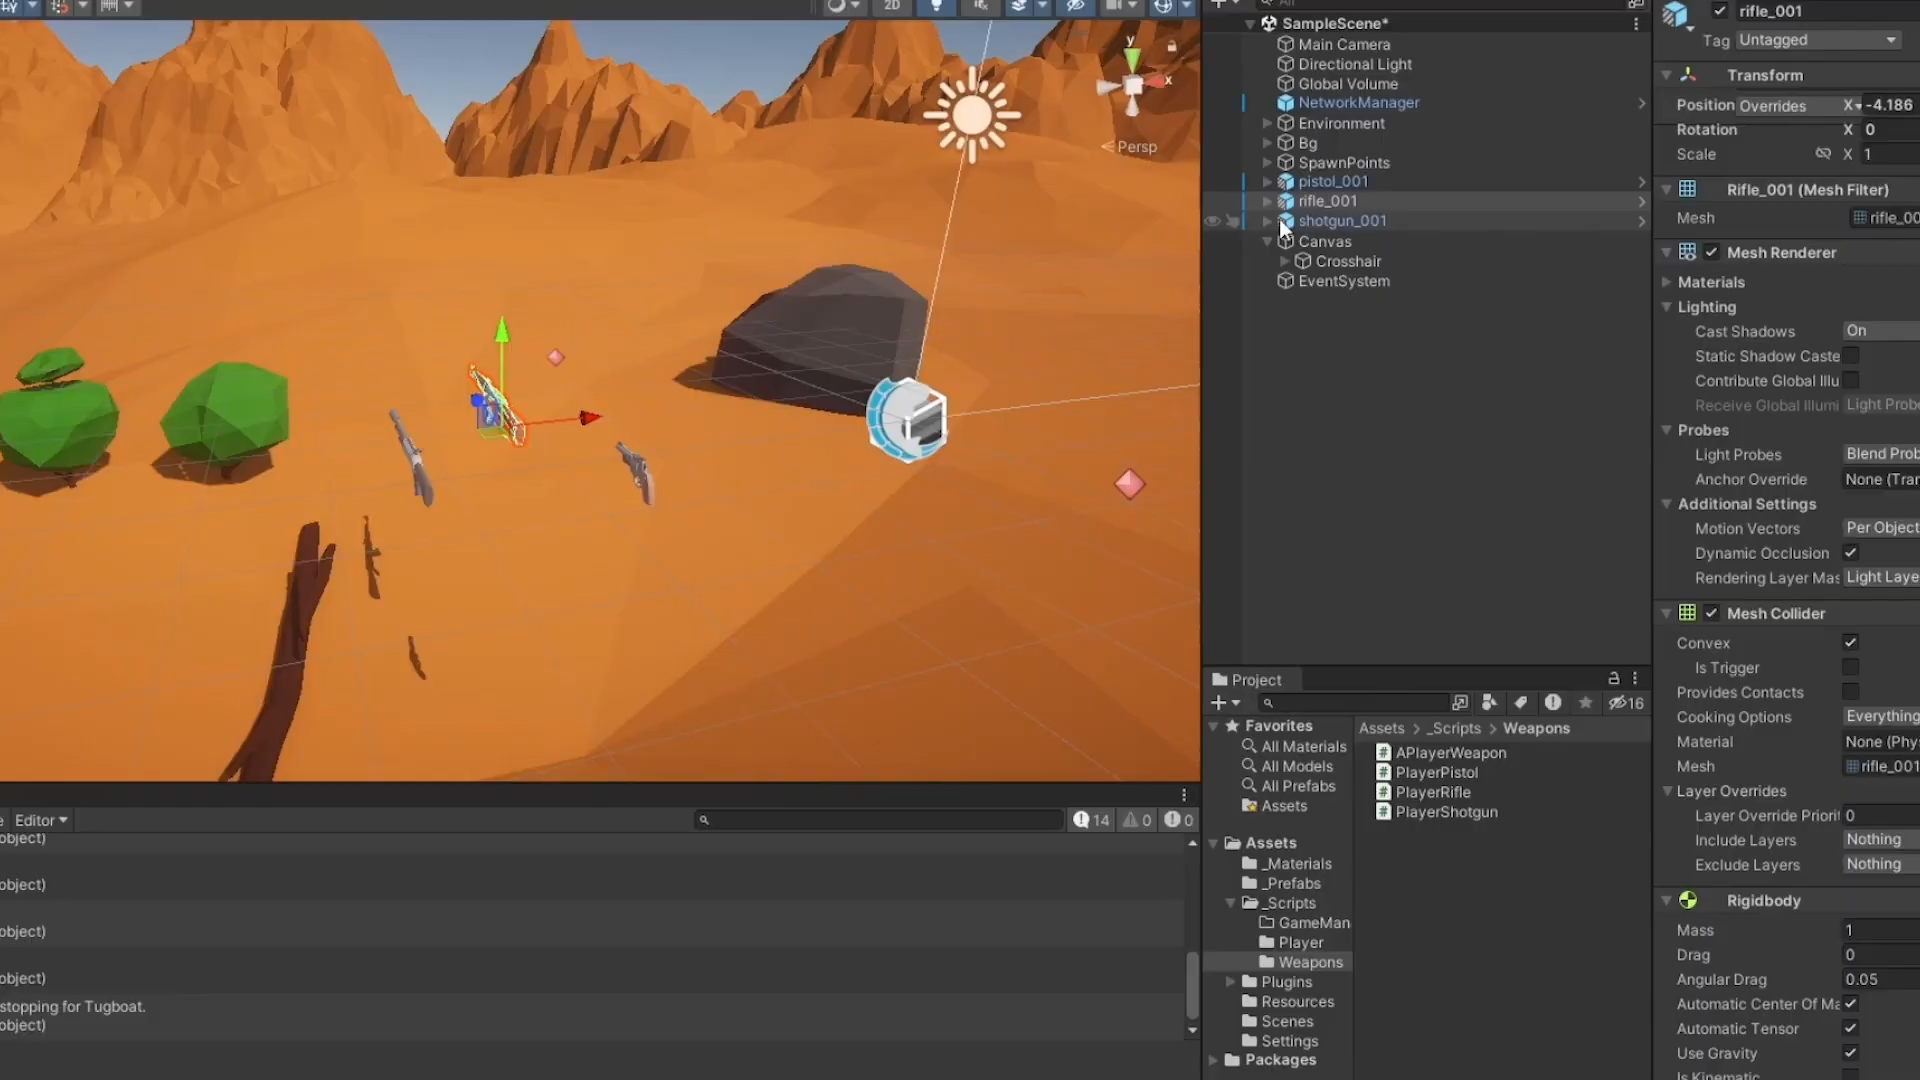 2D
All
SampleScene*
Main Camera
Directional Light
Global Volume
NetworkManager
Environment
Bg
SpawnPoints
pistol_001
rifle_001
shotgun_001
Canvas
Crosshair
EventSystem
y
x
Persp
rifle_001
Tag Untagged
Transform
Position Overrides X -4.186
Rotation X 0
Scale X 1
Rifle_001 (Mesh Filter)
Mesh rifle_00
Mesh Renderer
Materials
Lighting
Cast Shadows On
Static Shadow Caste
Contribute Global Illu
Receive Global Illumi Light Probe
Probes
Light Probes Blend Prob
Anchor Override None (Tran
Additional Settings
Motion Vectors Per Object
Dynamic Occlusion
Rendering Layer Mas Light Laye
Mesh Collider
Convex
Is Trigger
Provides Contacts
Cooking Options Everything
Material None (Phy
Mesh rifle_001
Layer Overrides
Layer Override Priorit 0
Include Layers Nothing
Exclude Layers Nothing
Rigidbody
Mass 1
Drag 0
Angular Drag 0.05
Automatic Center Of Ma
Automatic Tensor
Use Gravity
Is Kinematic
Project
16
Favorites
All Materials
All Models
All Prefabs
Assets
Assets
_Materials
_Prefabs
_Scripts
GameMan
Player
Weapons
Plugins
Resources
Scenes
Settings
Packages
Assets > _Scripts > Weapons
APlayerWeapon
PlayerPistol
PlayerRifle
PlayerShotgun
e Editor
14 0 0
object)
object)
object)
object)
stopping for Tugboat.
object)